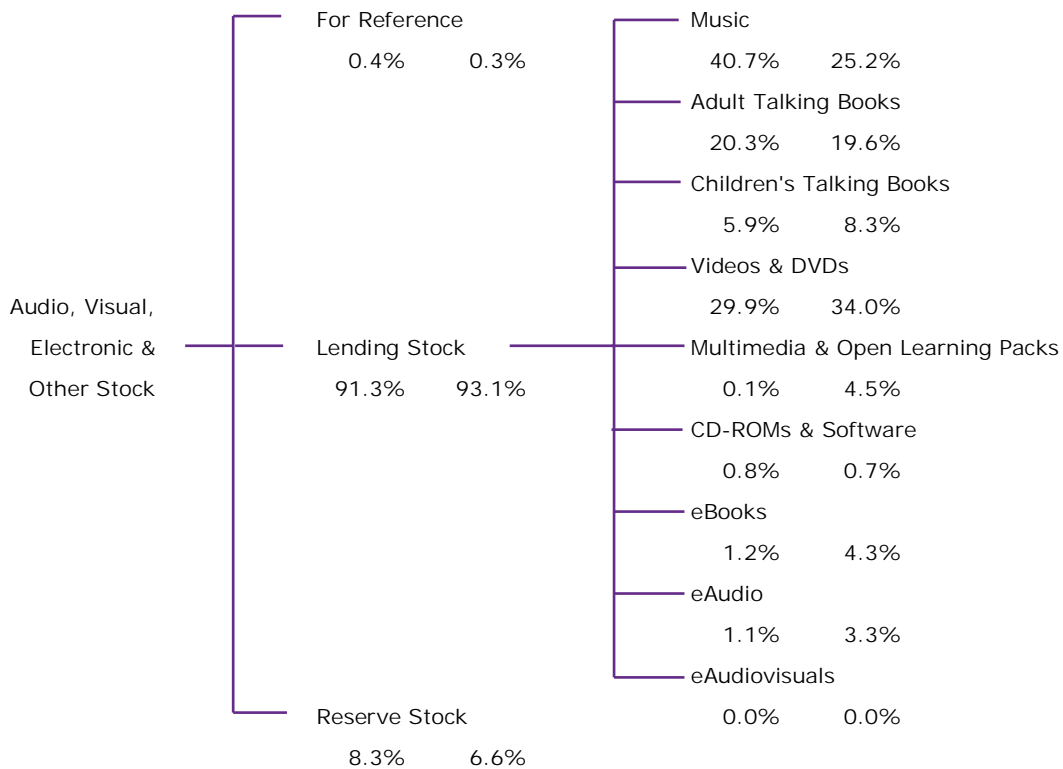 For Reference
0.4% 0.3%
Audio, Visual,
Electronic &
Other Stock
Lending Stock
91.3% 93.1%
Reserve Stock
8.3% 6.6%
Music
40.7% 25.2%
Adult Talking Books
20.3% 19.6%
Children's Talking Books
5.9% 8.3%
Videos & DVDs
29.9% 34.0%
Multimedia & Open Learning Packs
0.1% 4.5%
CD-ROMs & Software
0.8% 0.7%
eBooks
1.2% 4.3%
eAudio
1.1% 3.3%
eAudiovisuals
0.0% 0.0%